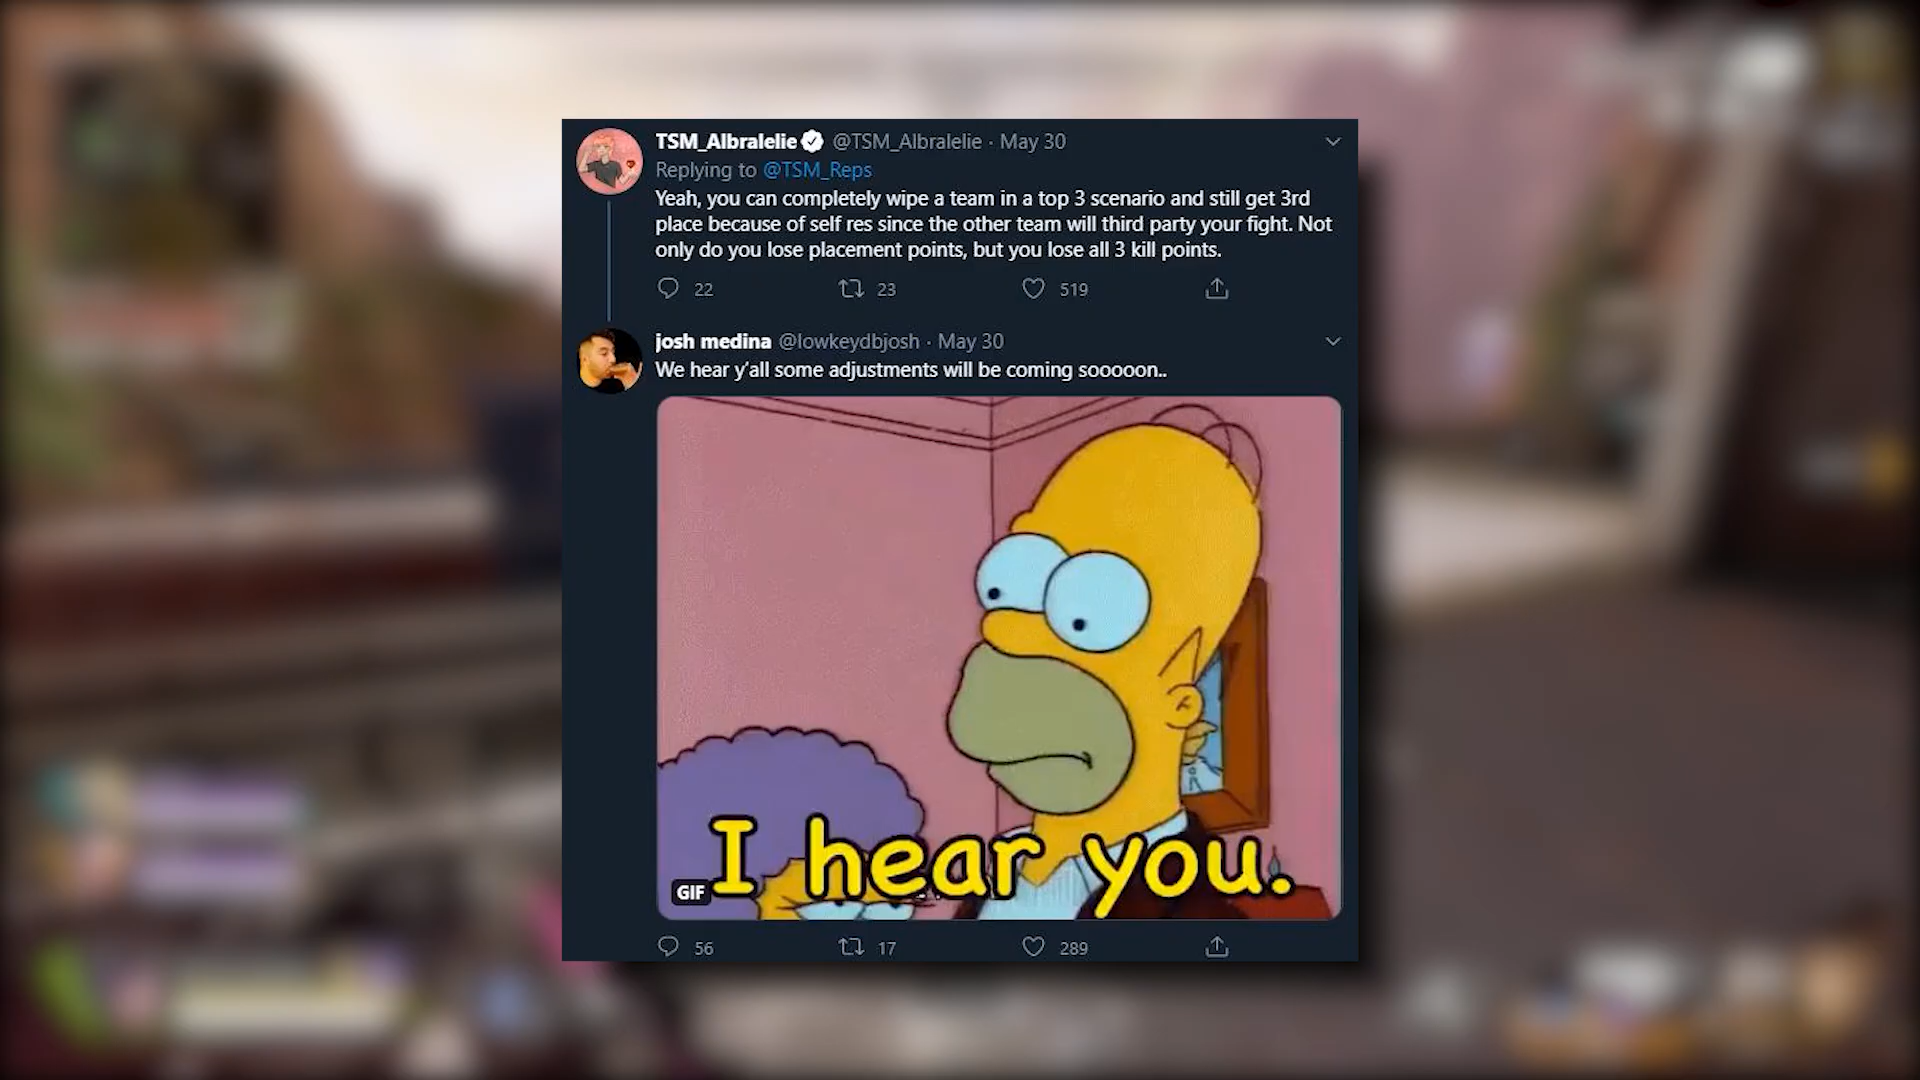 TSM_Albralelie @TSM_Albralelie · May 30
Replying to @TSM_Reps
Yeah, you can completely wipe a team in a top 3 scenario and still get 3rd
place because of self res since the other team will third party your fight. Not
only do you lose placement points, but you lose all 3 kill points.
22 23 519
josh medina @lowkeydbjosh · May 30
We hear y'all some adjustments will be coming sooooon..
I hear you.
GIF
56 17 289